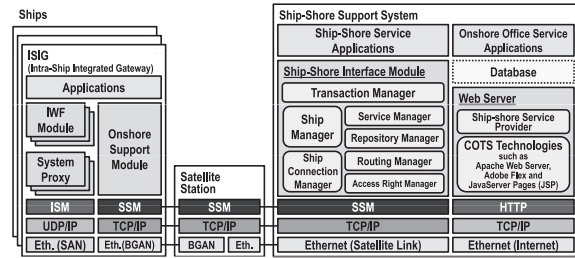 Ships
ISIG
(Intra-Ship Integrated Gateway)
Applications
IWF
Module
System
Proxy
Onshore
Support
Module
ISM
SSM
UDP/IP
TCP/IP
Eth. (SAN)
Eth.(BGAN)
Satellite
Station
SSM
TCP/IP
BGAN
Eth.
Ship-Shore Support System
Ship-Shore Service
Applications
Ship-Shore Interface Module
Transaction Manager
Ship
Manager
Ship
Connection
Manager
Service Manager
Repository Manager
Routing Manager
Access Right Manager
SSM
TCP/IP
Ethernet (Satellite Link)
Onshore Office Service
Applications
Database
Web Server
Ship-shore Service
Provider
COTS Technologies
such as
Apache Web Server,
Adobe Flex and
JavaServer Pages (JSP)
HTTP
TCP/IP
Ethernet (Internet)